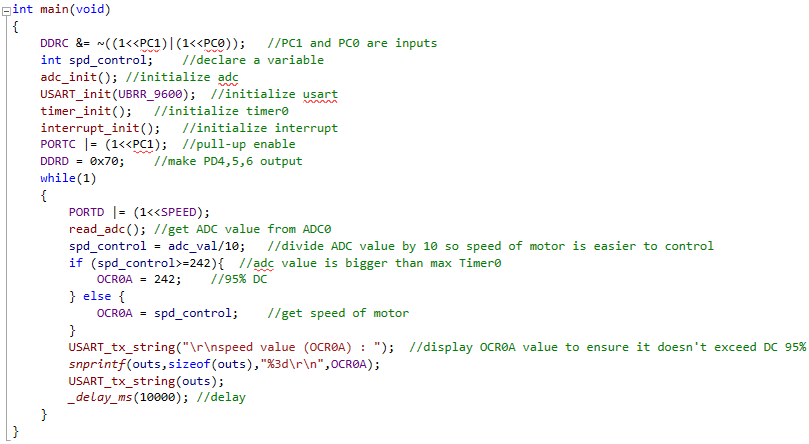 int main(void)
{
DDRC &= ~((1<<PC1)|(1<<PC0)); //PC1 and PC0 are inputs
int spd_control; //declare a variable
adc_init(); //initialize adc
USART_init(UBRR_9600); //initialize usart
timer_init(); //initialize timer0
interrupt_init(); //initialize interrupt
PORTC |= (1<<PC1); //pull-up enable
DDRD = 0x70; //make PD4,5,6 output
while(1)
{
PORTD |= (1<<SPEED);
read_adc(); //get ADC value from ADC0
spd_control = adc_val/10; //divide ADC value by 10 so speed of motor is easier to control
if (spd_control>=242){ //adc value is bigger than max Timer0
OCR0A = 242; //95% DC
} else {
OCR0A = spd_control; //get speed of motor
}
USART_tx_string("\r\nspeed value (OCR0A) : "); //display OCR0A value to ensure it doesn't exceed DC 95%
snprintf(outs,sizeof(outs),"%3d\r\n",OCR0A);
USART_tx_string(outs);
_delay_ms(10000); //delay
}
}